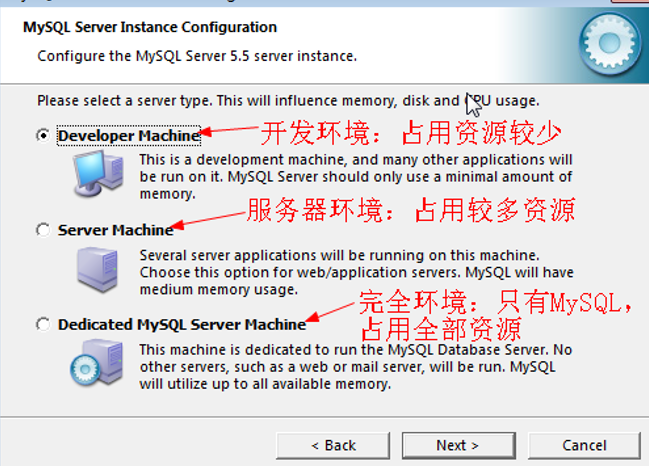 MySQL Server Instance Configuration
Configure the MySQL Server 5.5 server instance.
Please select a server type. This will influence memory, disk and CPU usage.
Developer Machine
开发环境：占用资源较少
This is a development machine, and many other applications will
be run on it. MySQL Server should only use a minimal amount of
memory.
服务器环境：占用较多资源
Server Machine
Several server applications will be running on this machine.
Choose this option for web/application servers. MySQL will have
medium memory usage.
完全环境：只有MySQL，
占用全部资源
Dedicated MySQL Server Machine
This machine is dedicated to run the MySQL Database Server. No
other servers, such as a web or mail server, will be run. MySQL
will utilize up to all available memory.
< Back
Next >
Cancel